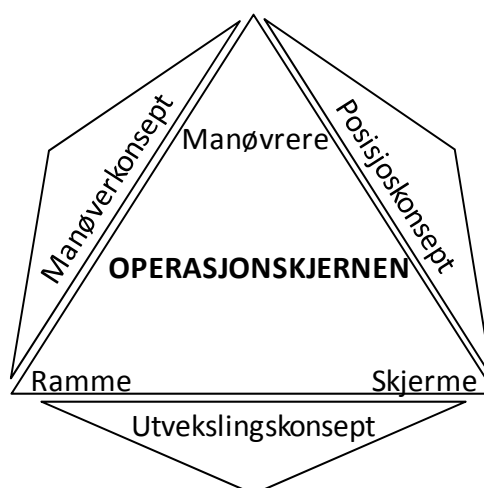 Manøverkonsept
Manøvrere
Posisjoskonsept
OPERASJONSKJERNEN
Ramme
Skjerme
Utvekslingskonsept